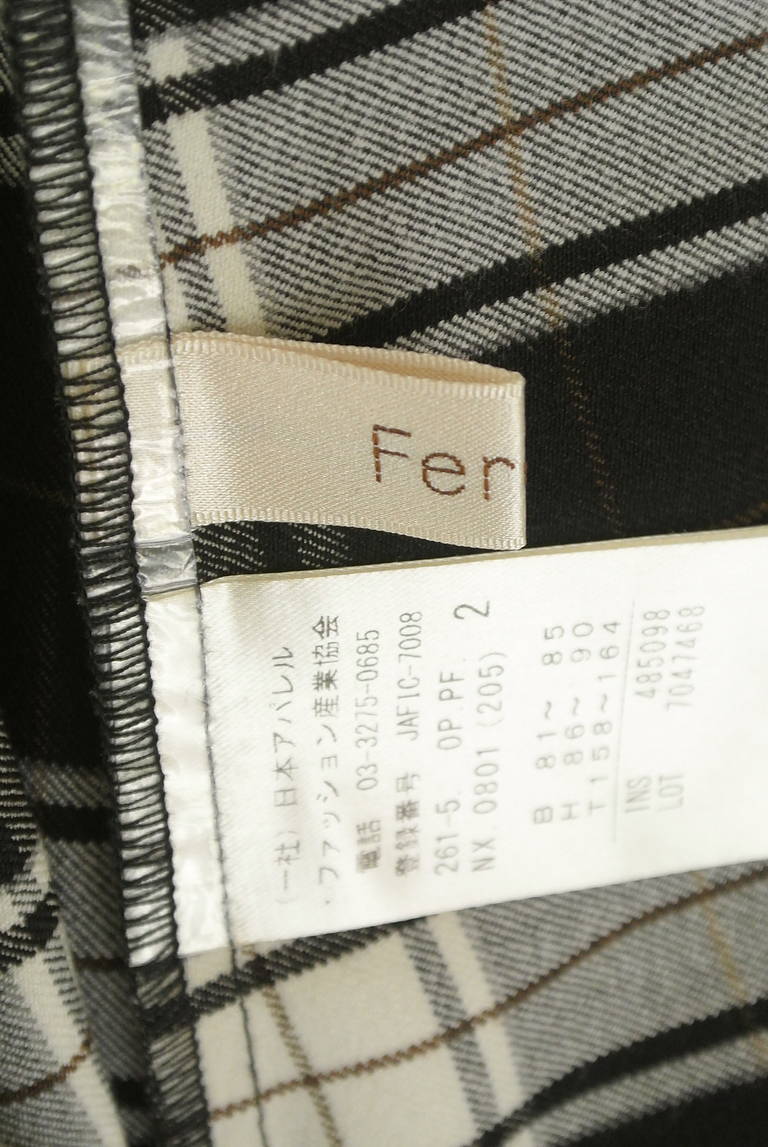 Fer
(一社)日本アパレル
・ファッション産業協会
電話 03-3275-0685
登録番号 JAFIC-7008
261-5. OP.PF. 2
NX.0801 (205)
B 81〜 85
H 86〜 90
T158〜164
INS 485098
LOT 7047468